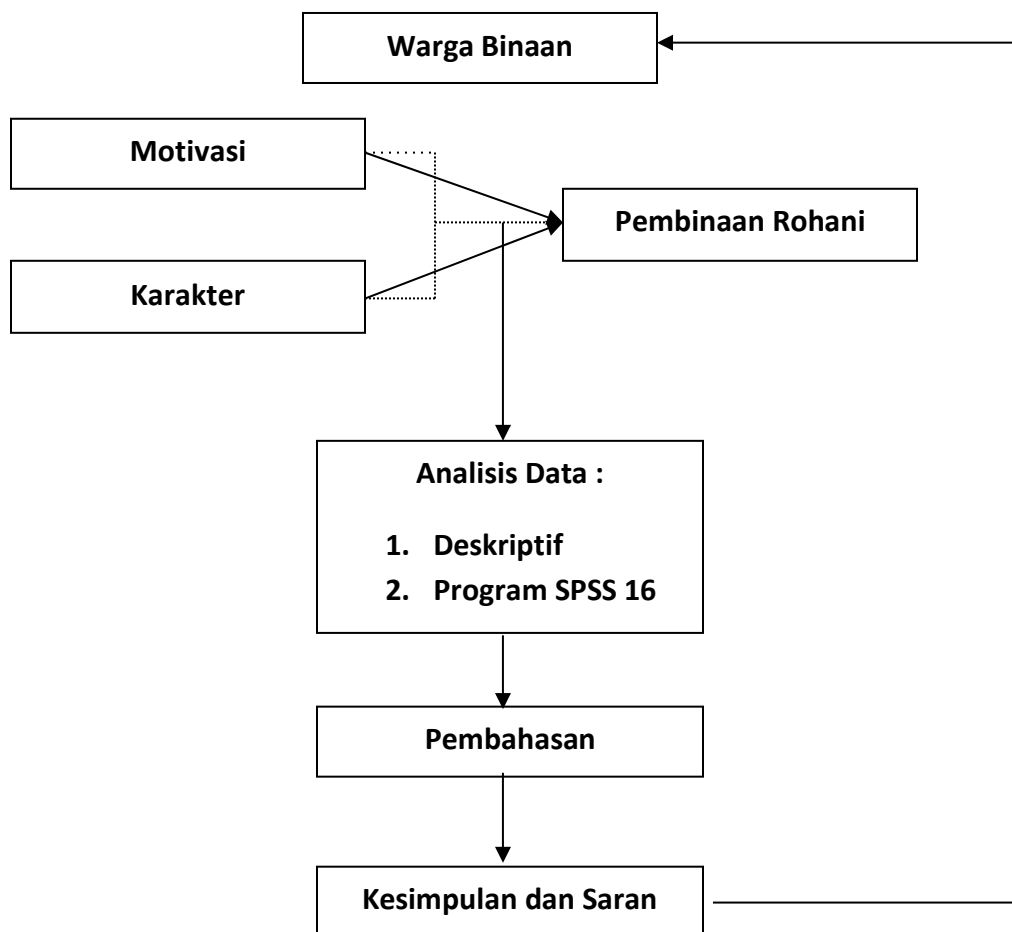 Warga Binaan
Motivasi
Pembinaan Rohani
Karakter
Analisis Data :
1. Deskriptif
2. Program SPSS 16
Pembahasan
Kesimpulan dan Saran